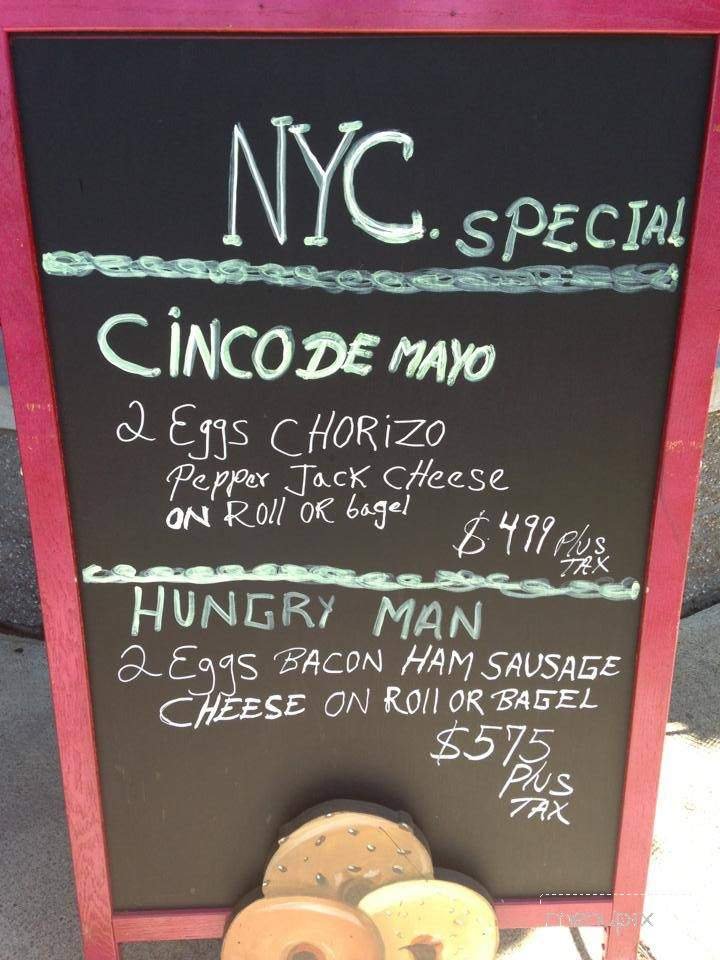 NYC. SPECIAL
CINCO DE MAYO
2 Eggs CHORIZO
Pepper Jack CHeese
ON Roll OR bagel
$ 499 Plus
TAX
HUNGRY MAN
2 Eggs BACON HAM SAUSAGE
CHEESE ON ROll OR BAGEL
$575
Plus
TAX